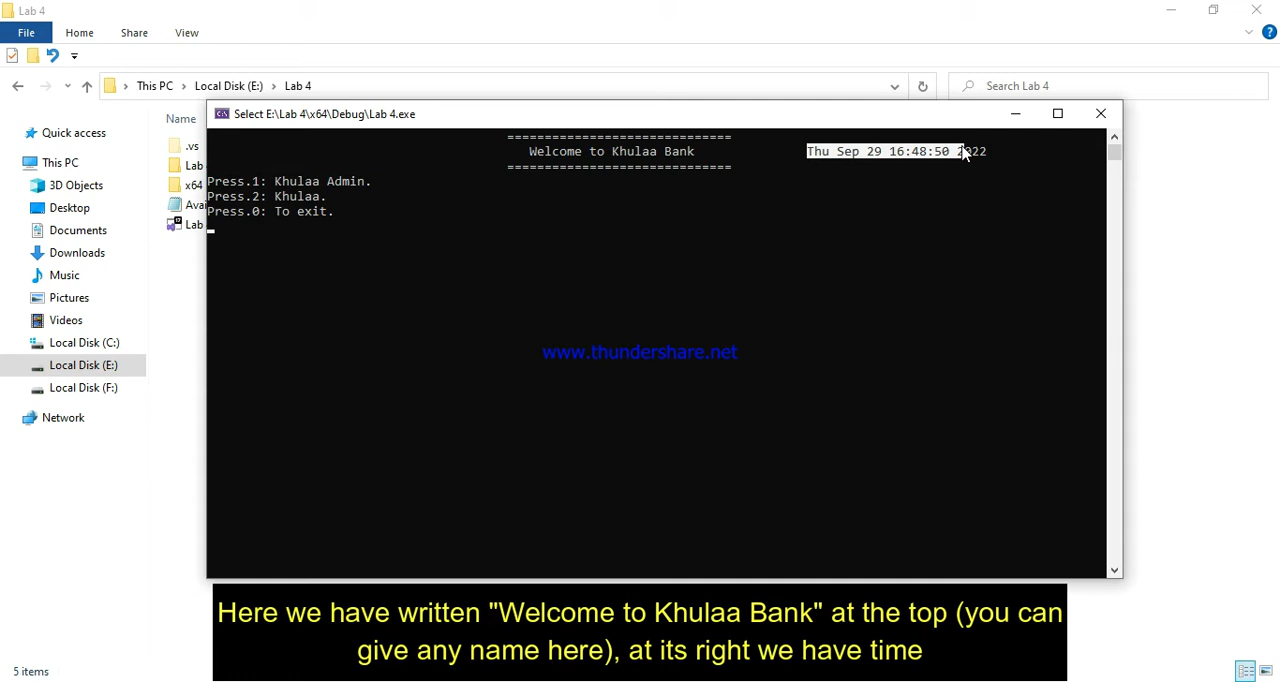 Lab 4
File Home Share View
This PC > Local Disk (E:) > Lab 4
Search Lab 4
Name
Quick access
This PC
3D Objects
Desktop
Documents
Downloads
Music
Pictures
Videos
Local Disk (C:)
Local Disk (E:)
Local Disk (F:)
Network
.vs
Lab
x64
Avai
Lab
Select E:\Lab 4\x64\Debug\Lab 4.exe
==============================
Welcome to Khulaa Bank Thu Sep 29 16:48:50 2022
==============================
Press.1: Khulaa Admin.
Press.2: Khulaa.
Press.0: To exit.
www.thundershare.net
Here we have written "Welcome to Khulaa Bank" at the top (you can
give any name here), at its right we have time
5 items